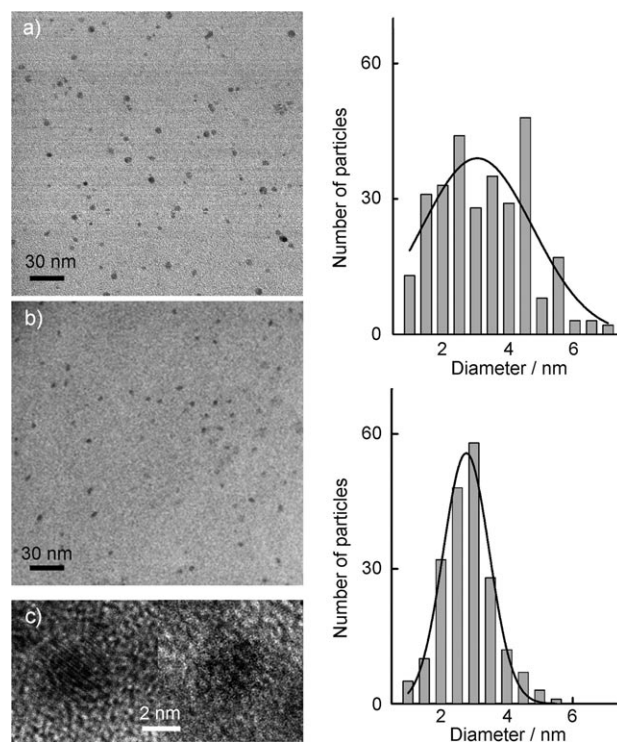 a)
30 nm
60
30
0
Number of particles
2 4 6
Diameter / nm
b)
30 nm
60
30
0
Number of particles
2 4 6
Diameter / nm
c)
2 nm